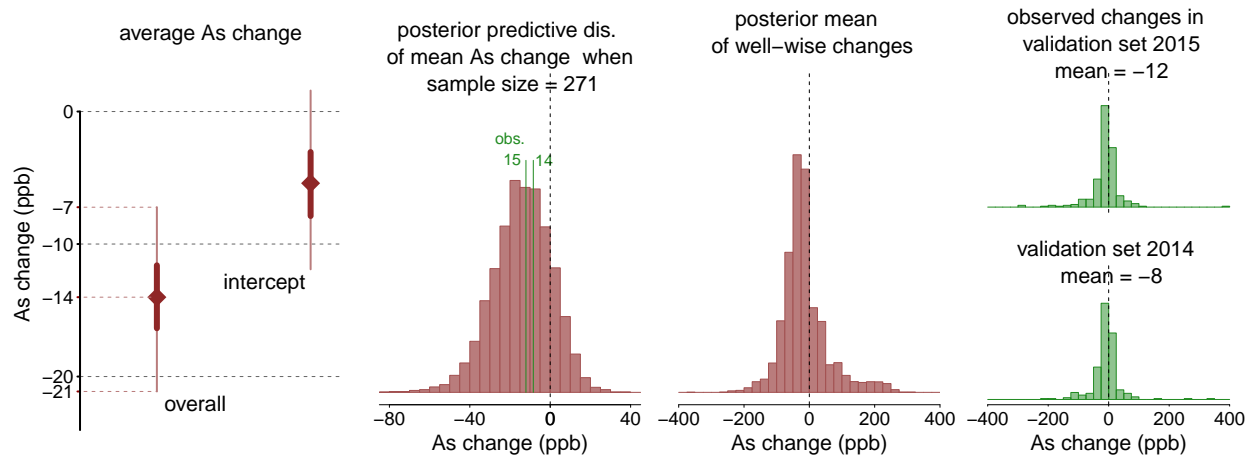 average As change
As change (ppb)
0
−7
−10
−14
−20
−21
intercept
overall
posterior predictive dis.
of mean As change when
sample size = 271
obs.
15
14
−80
−40
0
0
40
As change (ppb)
posterior mean
of well−wise changes
−400
−200
0
200
400
As change (ppb)
observed changes in
validation set 2015
mean = −12
validation set 2014
mean = −8
−400
−200
0
200
400
As change (ppb)